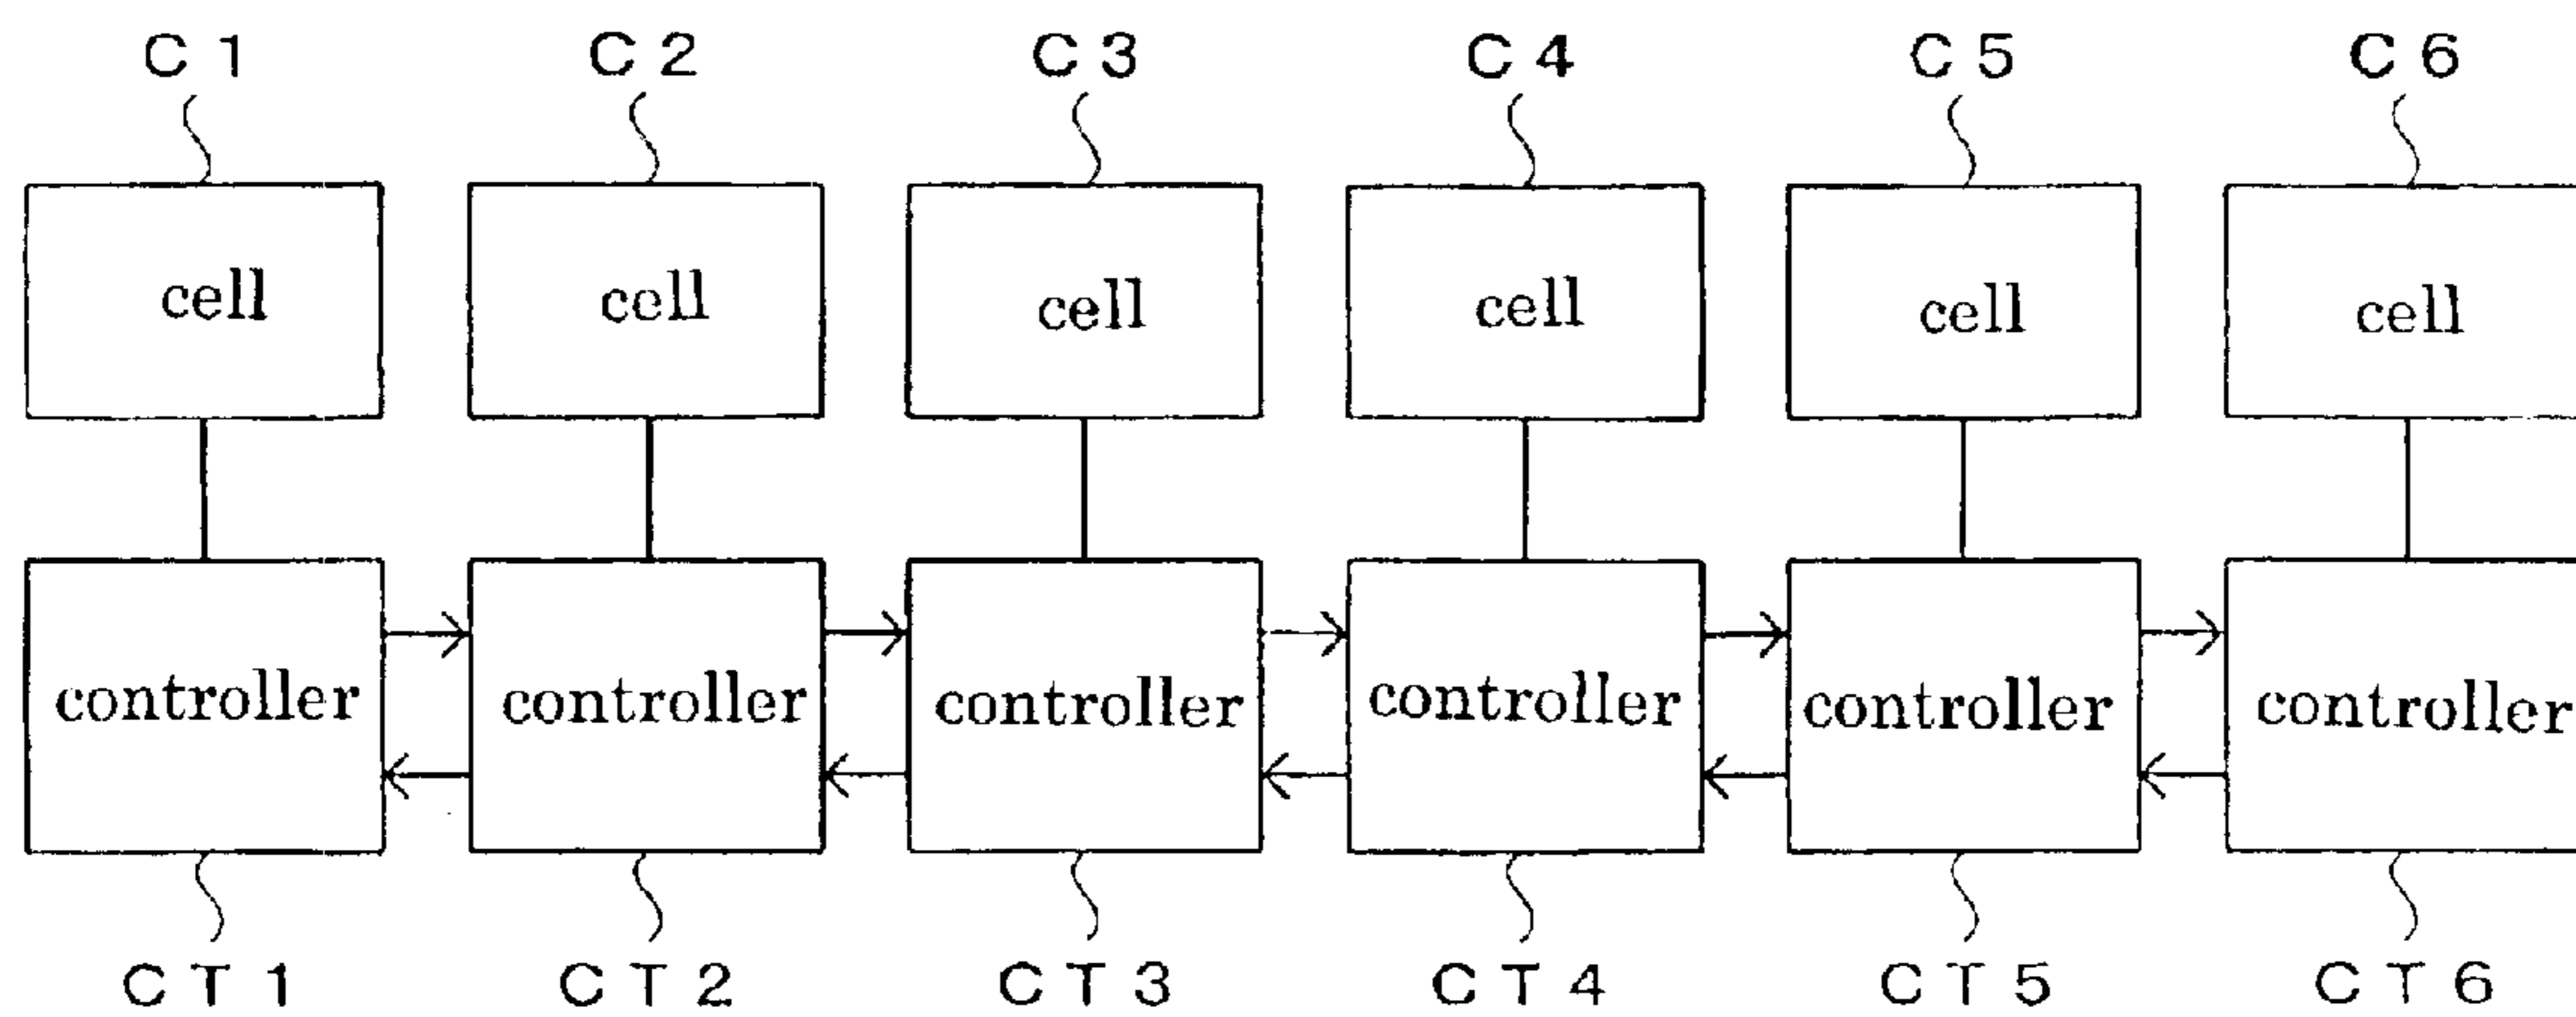 C1 C2 C3 C4 C5 C6
cell cell cell cell cell cell
controller controller controller controller controller controller
CT1 CT2 CT3 CT4 CT5 CT6